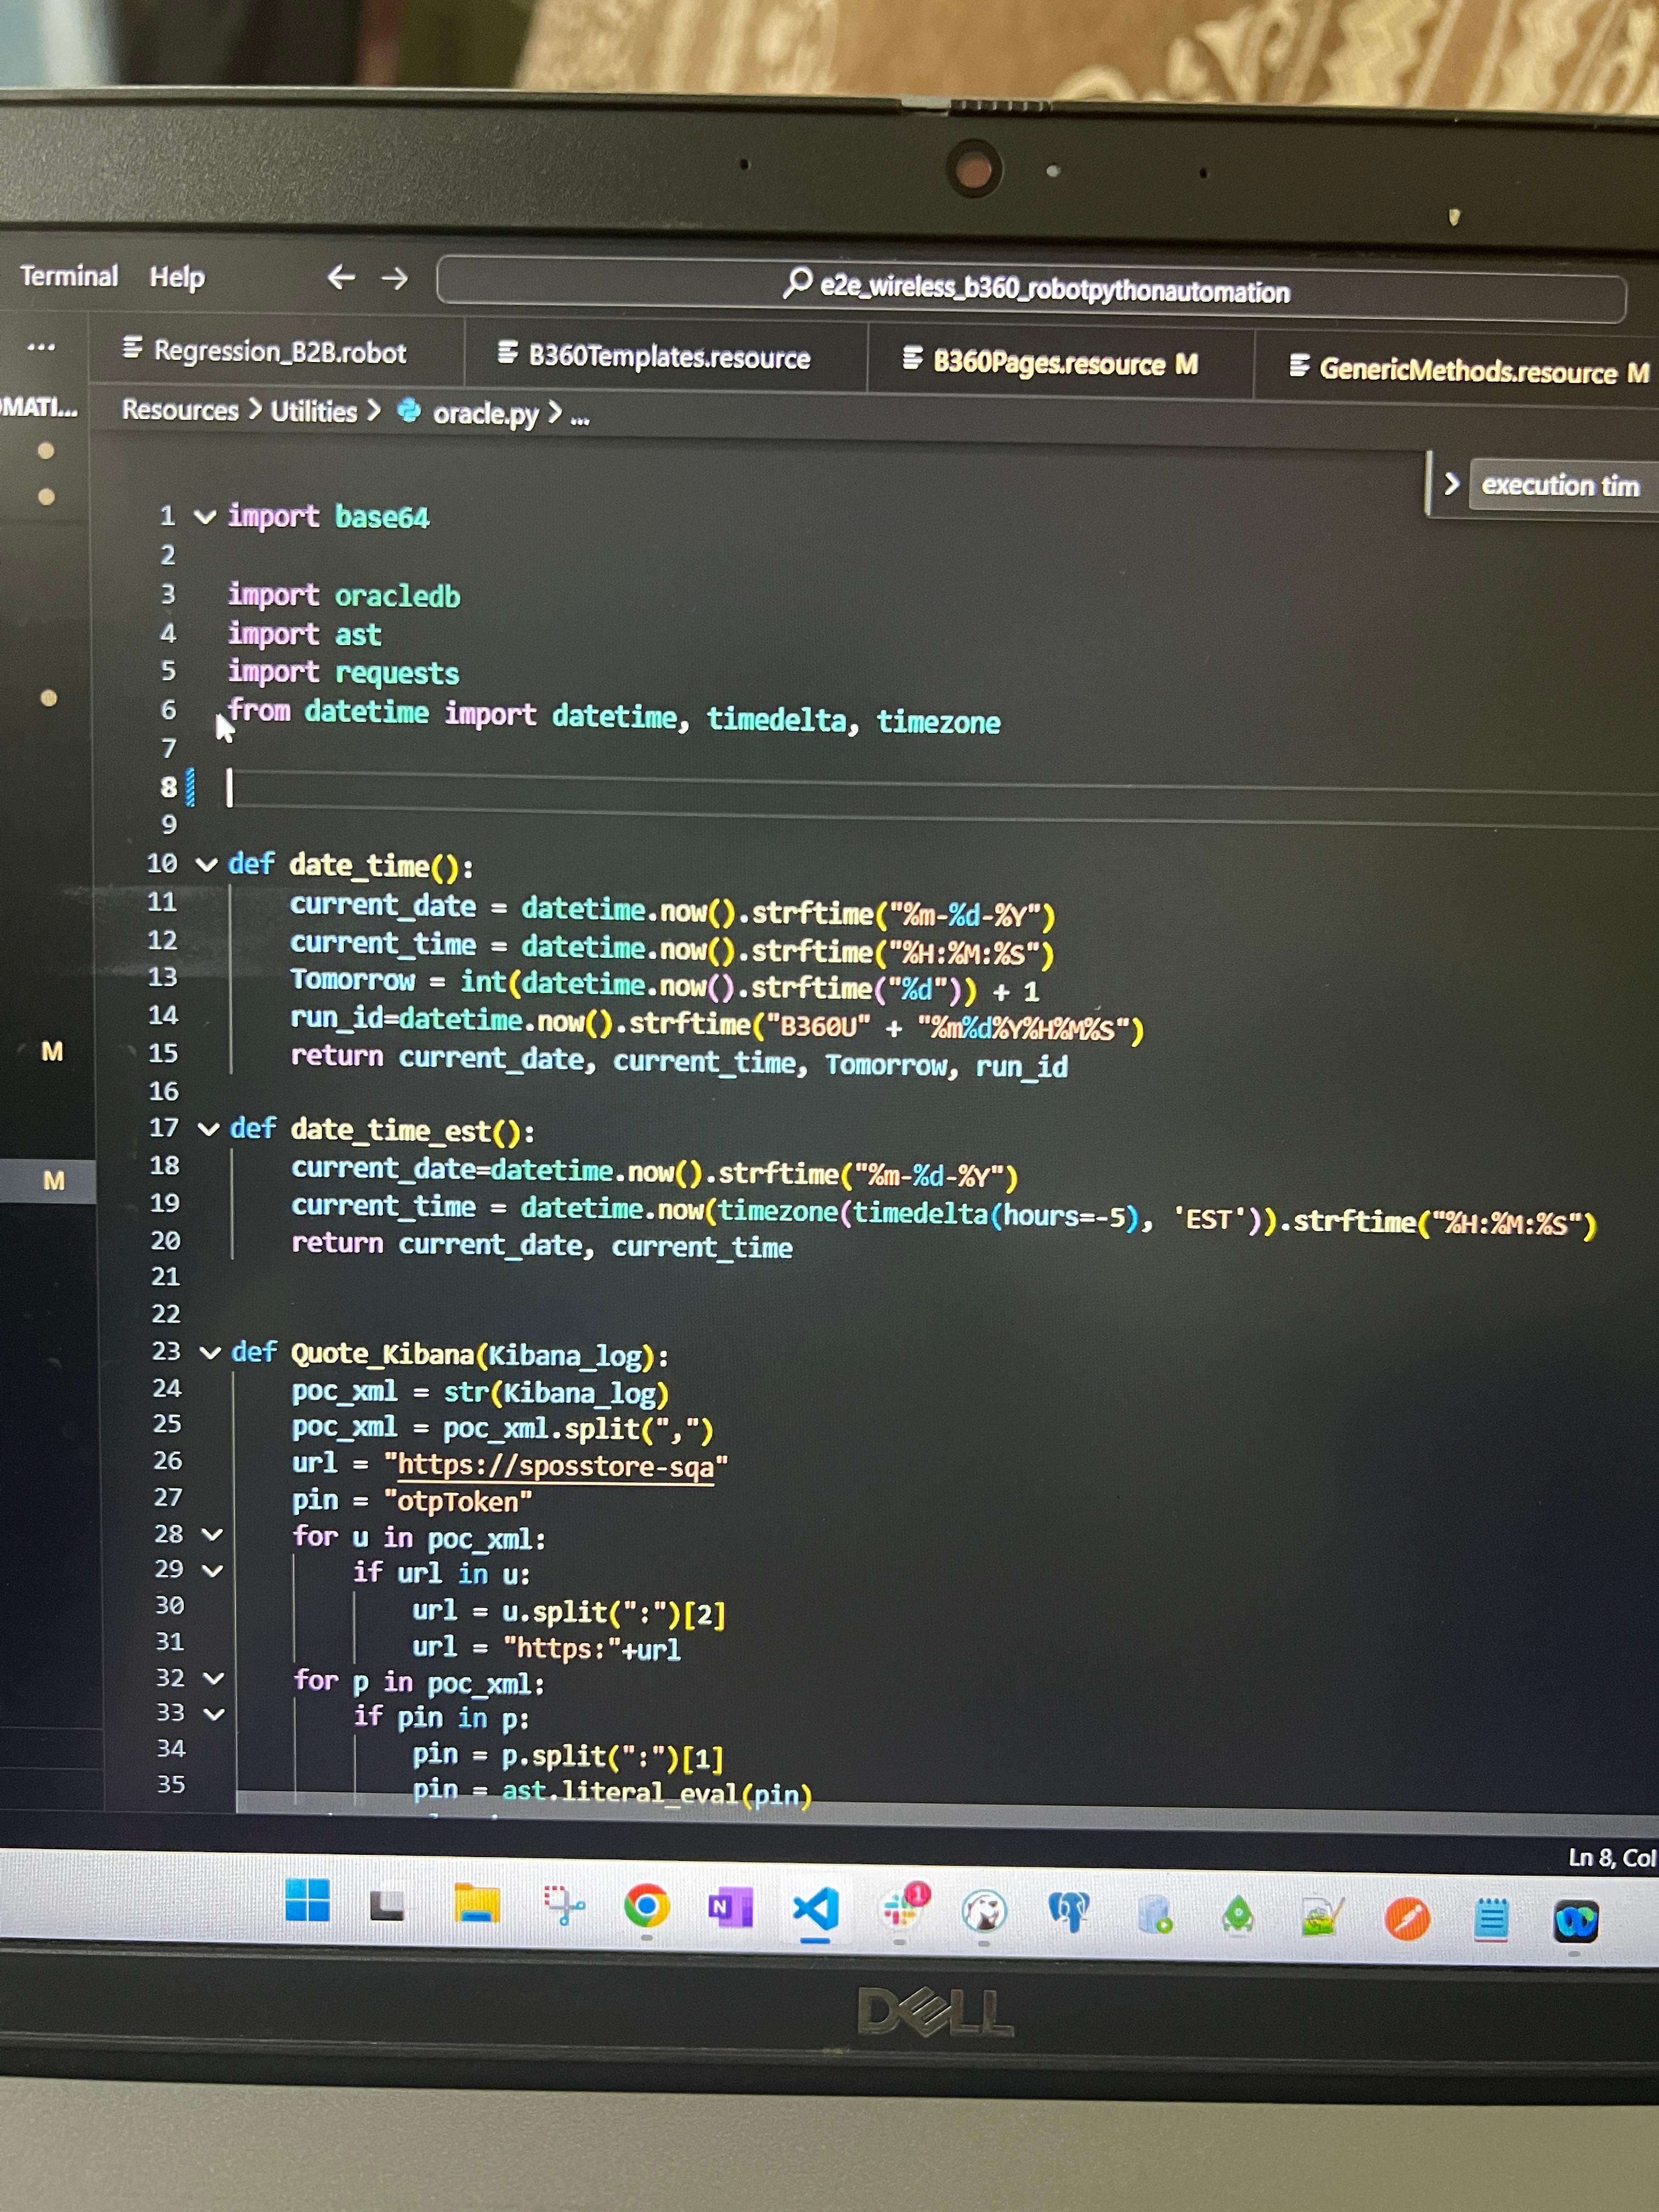 Terminal Help e2e_wireless_b360_robotpythonautomation
... Regression_B2B.robot B360Templates.resource B360Pages.resource M GenericMethods.resource M
OMATI... Resources > Utilities > oracle.py > ...
> execution tim
1 import base64
2
3 import oracledb
4 import ast
5 import requests
6 from datetime import datetime, timedelta, timezone
7
8
9
10 def date_time():
11 current_date = datetime.now().strftime("%m-%d-%Y")
12 current_time = datetime.now().strftime("%H:%M:%S")
13 Tomorrow = int(datetime.now().strftime("%d")) + 1
14 run_id=datetime.now().strftime("B360U" + "%m%d%Y%H%M%S")
M 15 return current_date, current_time, Tomorrow, run_id
16
17 def date_time_est():
M 18 current_date=datetime.now().strftime("%m-%d-%Y")
19 current_time = datetime.now(timezone(timedelta(hours=-5), 'EST')).strftime("%H:%M:%S")
20 return current_date, current_time
21
22
23 def Quote_Kibana(Kibana_log):
24 poc_xml = str(Kibana_log)
25 poc_xml = poc_xml.split(",")
26 url = "https://sposstore-sqa"
27 pin = "otpToken"
28 for u in poc_xml:
29 if url in u:
30 url = u.split(":")[2]
31 url = "https:"+url
32 for p in poc_xml:
33 if pin in p:
34 pin = p.split(":")[1]
35 pin = ast.literal_eval(pin)
Ln 8, Col
N 1
DELL